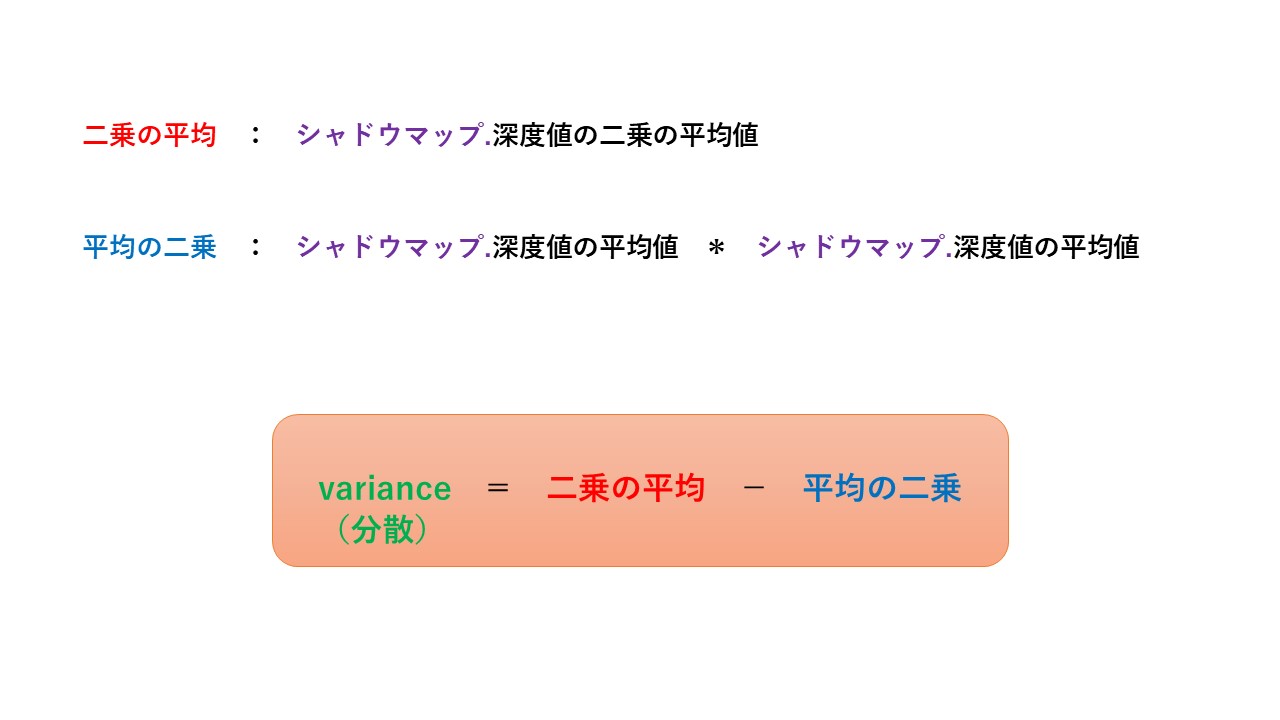 二乗の平均 : シャドウマップ.深度値の二乗の平均値
平均の二乗 : シャドウマップ.深度値の平均値 * シャドウマップ.深度値の平均値
variance = 二乗の平均 − 平均の二乗
（分散）